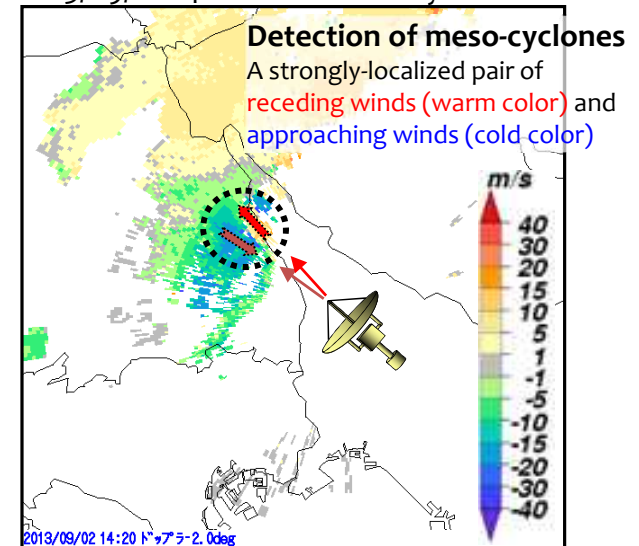 Detection of meso-cyclones
A strongly-localized pair of
receding winds (warm color) and
approaching winds (cold color)
m/s
40
30
20
15
10
5
1
-1
-5
-10
-15
-20
-30
-40
2013/09/02 14:20 ﾄﾞｯﾌﾟﾗｰ2.0deg